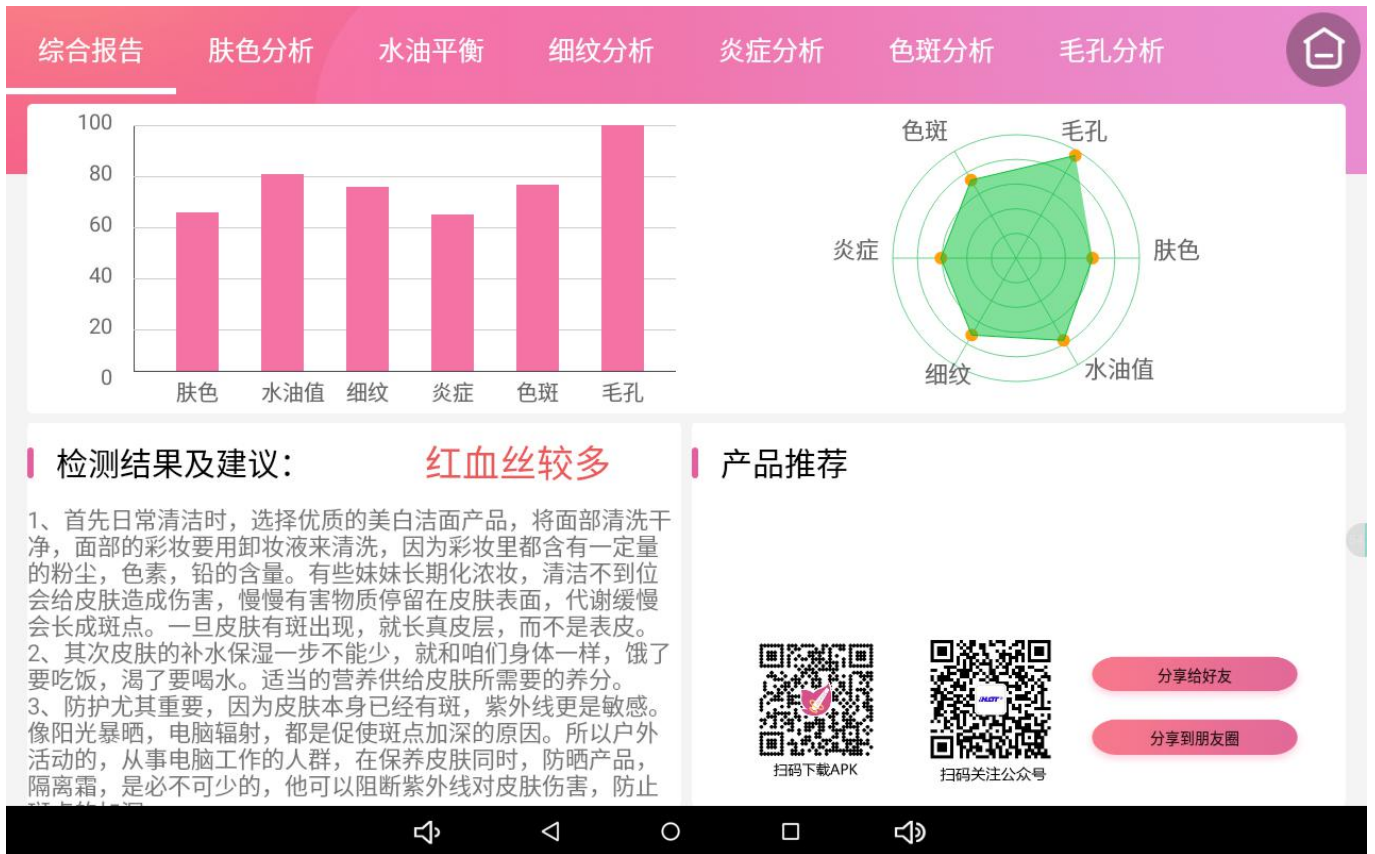 综合报告 肤色分析 水油平衡 细纹分析 炎症分析 色斑分析 毛孔分析
100
80
60
40
20
0
肤色 水油值 细纹 炎症 色斑 毛孔
色斑 毛孔
炎症 肤色
细纹 水油值
检测结果及建议： 红血丝较多
1、首先日常清洁时，选择优质的美白洁面产品，将面部清洗干
净，面部的彩妆要用卸妆液来清洗，因为彩妆里都含有一定量
的粉尘，色素，铅的含量。有些妹妹长期化浓妆，清洁不到位
会给皮肤造成伤害，慢慢有害物质停留在皮肤表面，代谢缓慢
会长成斑点。一旦皮肤有斑出现，就长真皮层，而不是表皮。
2、其次皮肤的补水保湿一步不能少，就和咱们身体一样，饿了
要吃饭，渴了要喝水。适当的营养供给皮肤所需要的养分。
3、防护尤其重要，因为皮肤本身已经有斑，紫外线更是敏感。
像阳光暴晒，电脑辐射，都是促使斑点加深的原因。所以户外
活动的，从事电脑工作的人群，在保养皮肤同时，防晒产品，
隔离霜，是必不可少的，他可以阻断紫外线对皮肤伤害，防止
产品推荐
扫码下载APK
扫码关注公众号
分享给好友
分享到朋友圈